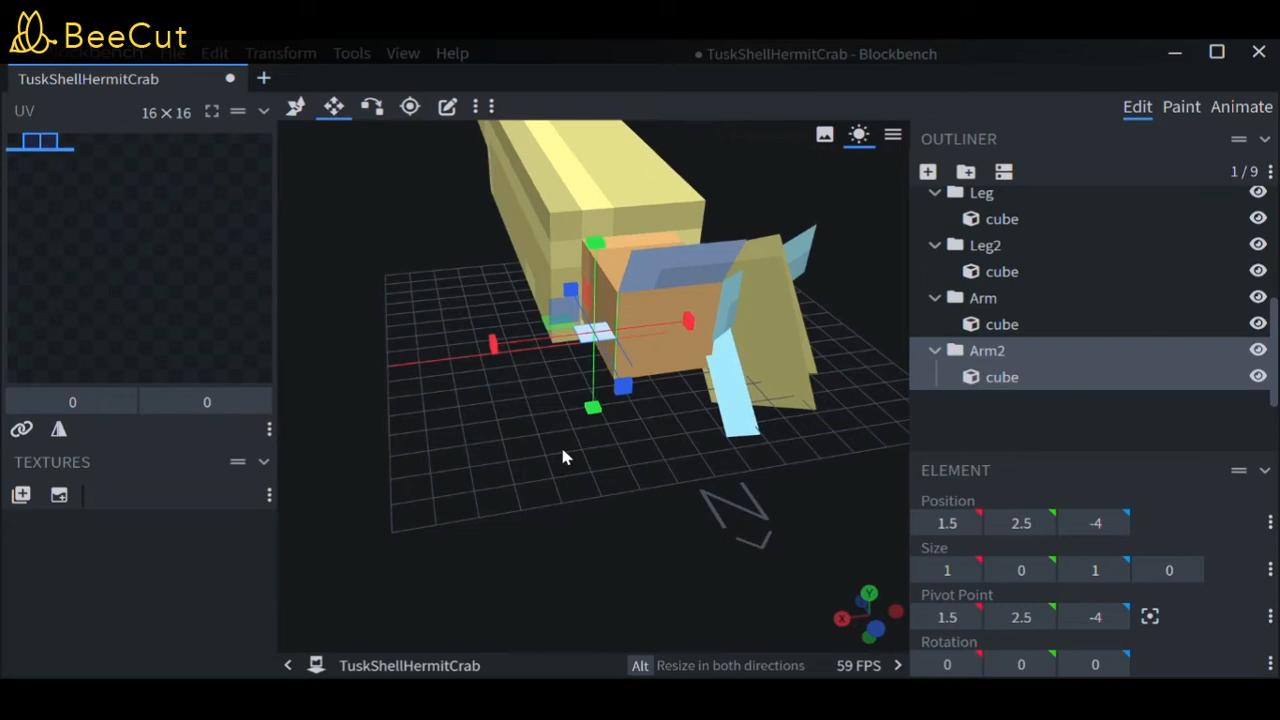 BeeCut
Edit Transform Tools View Help
TuskShellHermitCrab - Blockbench
TuskShellHermitCrab
UV
16×16
Edit Paint Animate
OUTLINER
1 / 9
Leg
cube
Leg2
cube
Arm
cube
Arm2
cube
0 0
TEXTURES
ELEMENT
Position
1.5 2.5 -4
Size
1 0 1 0
Pivot Point
1.5 2.5 -4
Rotation
0 0 0
N
Y
X
TuskShellHermitCrab
Alt Resize in both directions
59 FPS